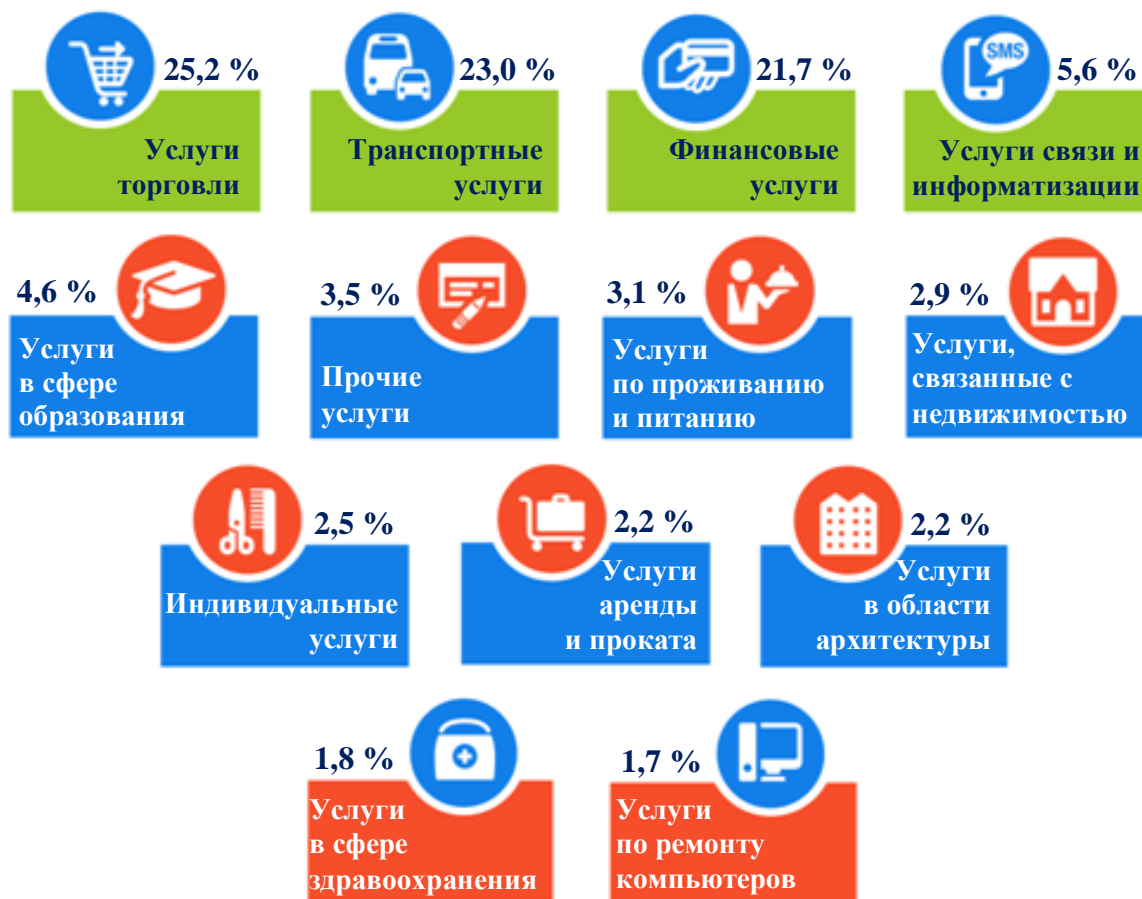 25,2 %
Услуги
торговли
23,0 %
Транспортные
услуги
21,7 %
Финансовые
услуги
SMS
5,6 %
Услуги связи и
информатизации
4,6 %
Услуги
в сфере
образования
3,5 %
Прочие
услуги
3,1 %
Услуги
по проживанию
и питанию
2,9 %
Услуги,
связанные с
недвижимостью
2,5 %
Индивидуальные
услуги
2,2 %
Услуги
аренды
и проката
2,2 %
Услуги
в области
архитектуры
1,8 %
Услуги
в сфере
здравоохранения
1,7 %
Услуги
по ремонту
компьютеров